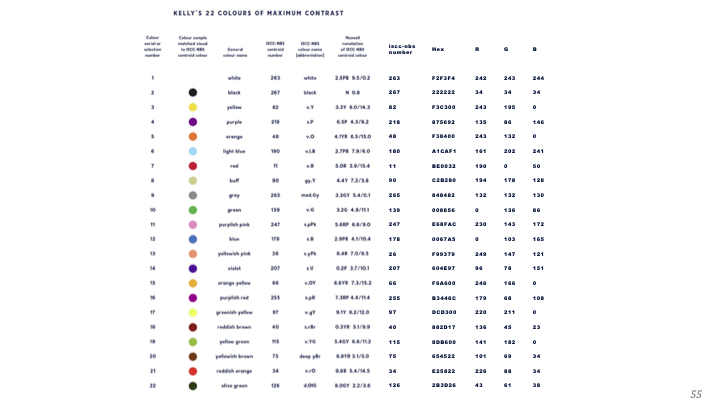 KELLY'S 22 COLOURS OF MAXIMUM CONTRAST
Colour serial or selection number | Colour sample matched visual to ISCC-NBS centroid colour | General colour name | ISCC-NBS centroid number | ISCC-NBS colour name (abbreviation) | Munsell renotation of ISCC-NBS centroid colour | iscc-nbs number | Hex | R | G | B
1 white 263 white 2.5PB 9.5/0.2 263 F2F3F4 242 243 244
2 black 267 black N 0.8 267 222222 34 34 34
3 yellow 82 v.Y 3.3Y 8.0/14.3 82 F3C300 243 195 0
4 purple 218 s.P 6.5P 4.3/9.2 218 875692 135 86 146
5 orange 48 v.O 4.1YR 6.5/15.0 48 F38400 243 132 0
6 light blue 180 v.l.B 2.7PB 7.9/6.0 180 A1CAF1 161 202 241
7 red 11 v.R 5.0R 3.9/15.4 11 BE0032 190 0 50
8 buff 90 gy.Y 4.4Y 7.2/3.8 90 C2B280 194 178 128
9 grey 265 med.Gy 3.3GY 5.4/0.1 265 848482 132 132 130
10 green 139 v.G 3.2G 4.9/11.1 139 008856 0 136 86
11 purplish pink 247 s.pPk 5.6RP 6.8/9.0 247 E68FAC 230 143 172
12 blue 178 s.B 2.9PB 4.1/10.4 178 0067A5 0 103 165
13 yellowish pink 26 s.yPk 8.4R 7.0/9.5 26 F99379 249 147 121
14 violet 207 s.V 0.2P 3.7/10.1 207 604E97 96 78 151
15 orange yellow 66 v.OY 8.6YR 7.3/15.2 66 F6A600 246 166 0
16 purplish red 255 s.pR 7.3RP 4.4/11.4 255 B3446C 179 68 108
17 greenish yellow 97 v.gY 9.1Y 8.2/12.0 97 DCD300 220 211 0
18 reddish brown 40 s.rBr 0.3YR 3.1/9.9 40 882D17 136 45 23
19 yellow green 115 v.YG 5.4GY 6.8/11.2 115 8DB600 141 182 0
20 yellowish brown 75 deep yBr 8.8YR 3.1/5.0 75 654522 101 69 34
21 reddish orange 34 v.rO 9.8R 5.4/14.5 34 E25822 226 88 34
22 olive green 126 d.OlG 8.0GY 2.2/3.6 126 2B3D26 43 61 38
55